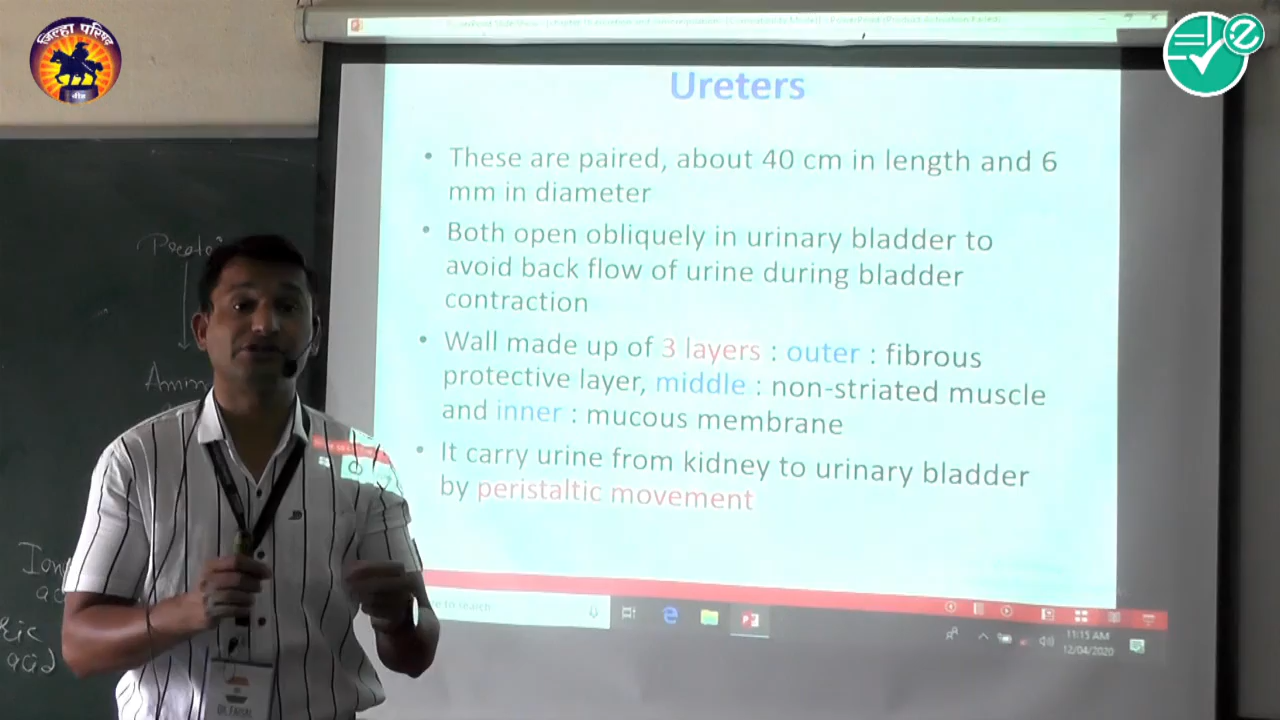 जिल्हा परिषद
बीड
Ureters
• These are paired, about 40 cm in length and 6
mm in diameter
• Both open obliquely in urinary bladder to
avoid back flow of urine during bladder
contraction
• Wall made up of 3 layers : outer : fibrous
protective layer, middle : non-striated muscle
and inner : mucous membrane
• It carry urine from kidney to urinary bladder
by peristaltic movement
11:15 AM
12/04/2020
Amin
acid